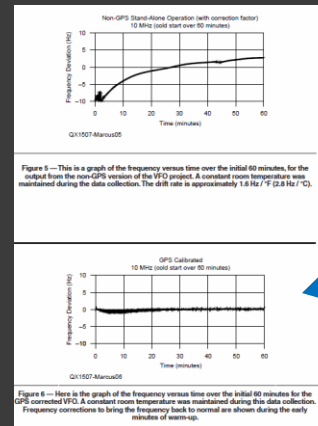 Non-GPS Stand-Alone Operation (with correction factor)
10 MHz (cold start over 60 minutes)
10
5
0
−5
−10
Frequency Deviation (Hz)
0 10 20 30 40 50 60
Time (minutes)
QX1507-Marcus05
Figure 5 — This is a graph of the frequency versus time over the initial 60 minutes, for the
output from the non-GPS version of the VFO project. A constant room temperature was
maintained during the data collection. The drift rate is approximately 1.6 Hz / °F (2.8 Hz / °C).
GPS Calibrated
10 MHz (cold start over 60 minutes)
10
5
0
−5
−10
Frequency Deviation (Hz)
0 10 20 30 40 50 60
Time (minutes)
QX1507-Marcus06
Figure 6 — Here is the graph of the frequency versus time over the initial 60 minutes for the
GPS corrected VFO. A constant room temperature was maintained during this data collection.
Frequency corrections to bring the frequency back to normal are shown during the early
minutes of warm-up.